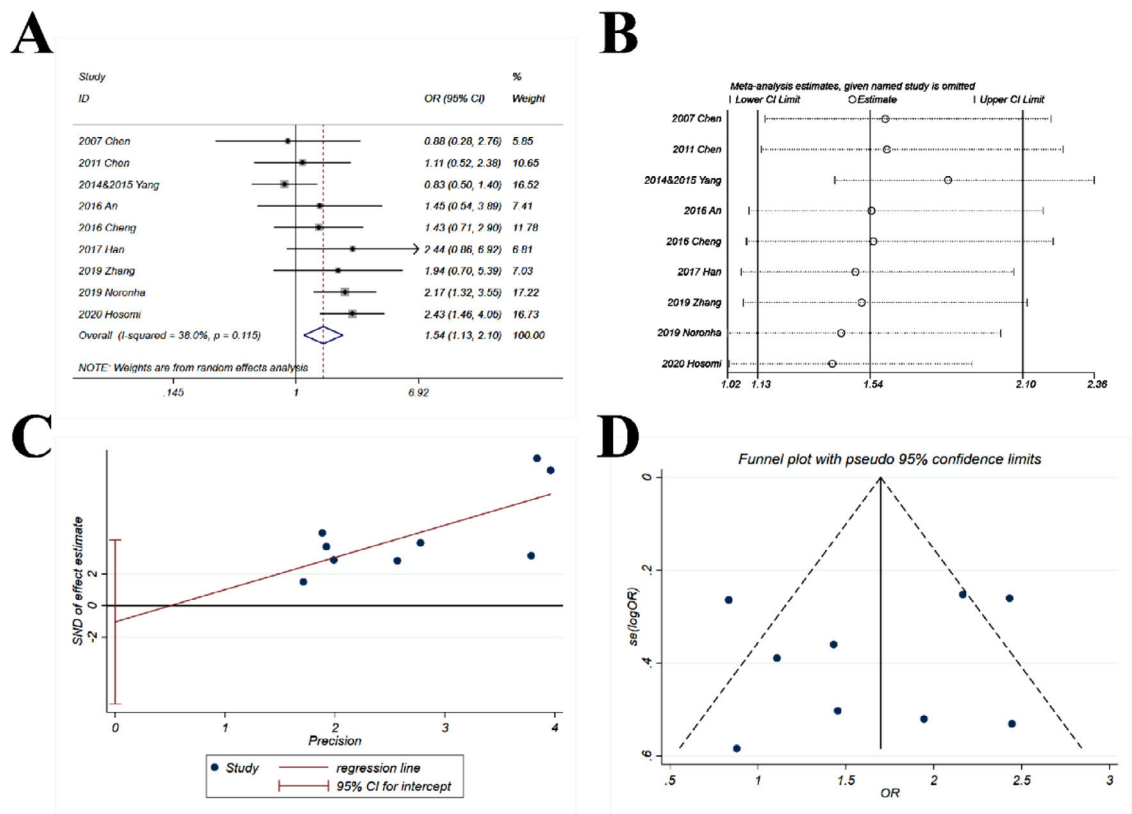 A
Study %
ID OR (95% CI) Weight
2007 Chen 0.88 (0.28, 2.76) 5.85
2011 Chen 1.11 (0.52, 2.38) 10.65
2014&2015 Yang 0.83 (0.50, 1.40) 16.52
2016 An 1.45 (0.54, 3.89) 7.41
2016 Cheng 1.43 (0.71, 2.90) 11.78
2017 Han 2.44 (0.86, 6.92) 6.81
2019 Zhang 1.94 (0.70, 5.39) 7.03
2019 Noronha 2.17 (1.32, 3.55) 17.22
2020 Hosomi 2.43 (1.46, 4.05) 16.73
Overall (I-squared = 38.0%, p = 0.115) 1.54 (1.13, 2.10) 100.00
NOTE: Weights are from random effects analysis
.145 1 6.92
B
Meta-analysis estimates, given named study is omitted
Lower CI Limit Estimate Upper CI Limit
2007 Chen
2011 Chen
2014&2015 Yang
2016 An
2016 Cheng
2017 Han
2019 Zhang
2019 Noronha
2020 Hosomi
1.02 1.13 1.54 2.10 2.36
C
SND of effect estimate
2
0
-2
0 1 2 3 4
Precision
Study regression line
95% CI for intercept
D
Funnel plot with pseudo 95% confidence limits
se(logOR)
0
.2
.4
.6
.5 1 1.5 2 2.5 3
OR